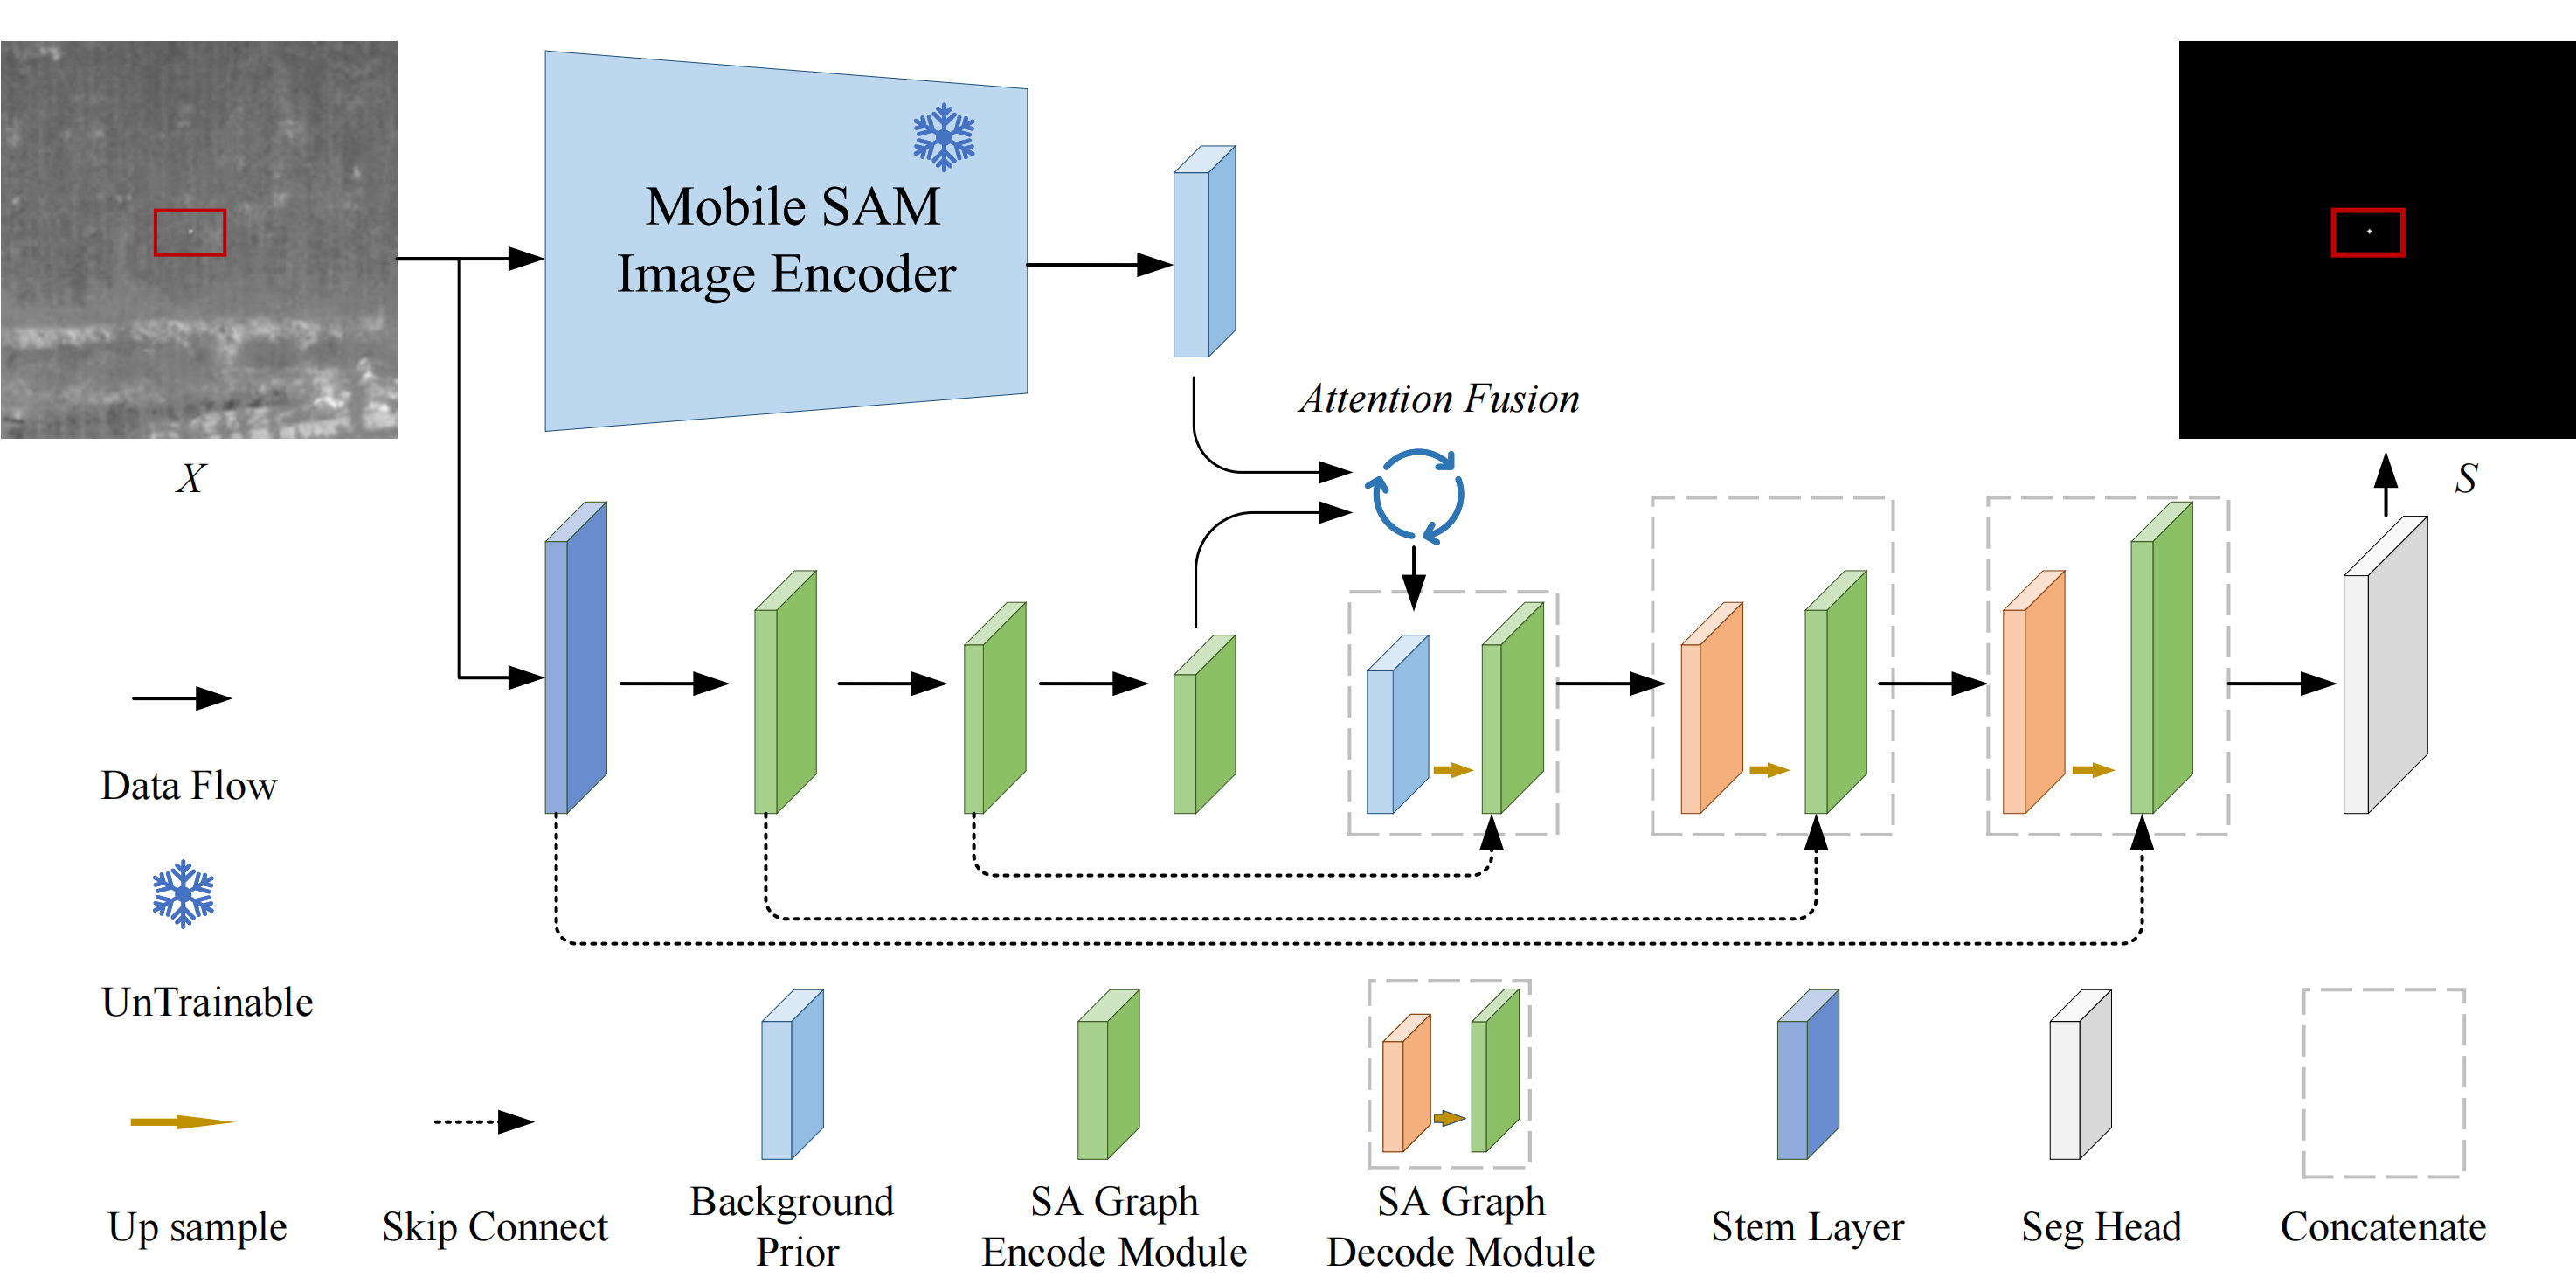 Mobile SAM
Image Encoder
Attention Fusion
X
S
Data Flow
UnTrainable
Up sample
Skip Connect
Background
Prior
SA Graph
Encode Module
SA Graph
Decode Module
Stem Layer
Seg Head
Concatenate